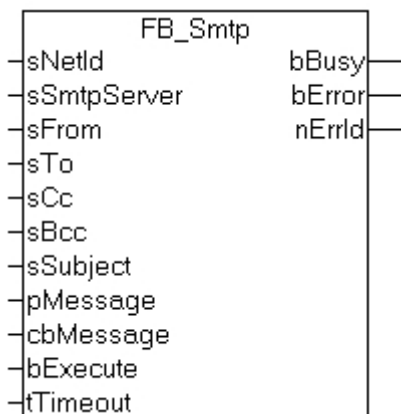 FB_Smtp
sNetId bBusy
sSmtpServer bError
sFrom nErrId
sTo
sCc
sBcc
sSubject
pMessage
cbMessage
bExecute
tTimeout